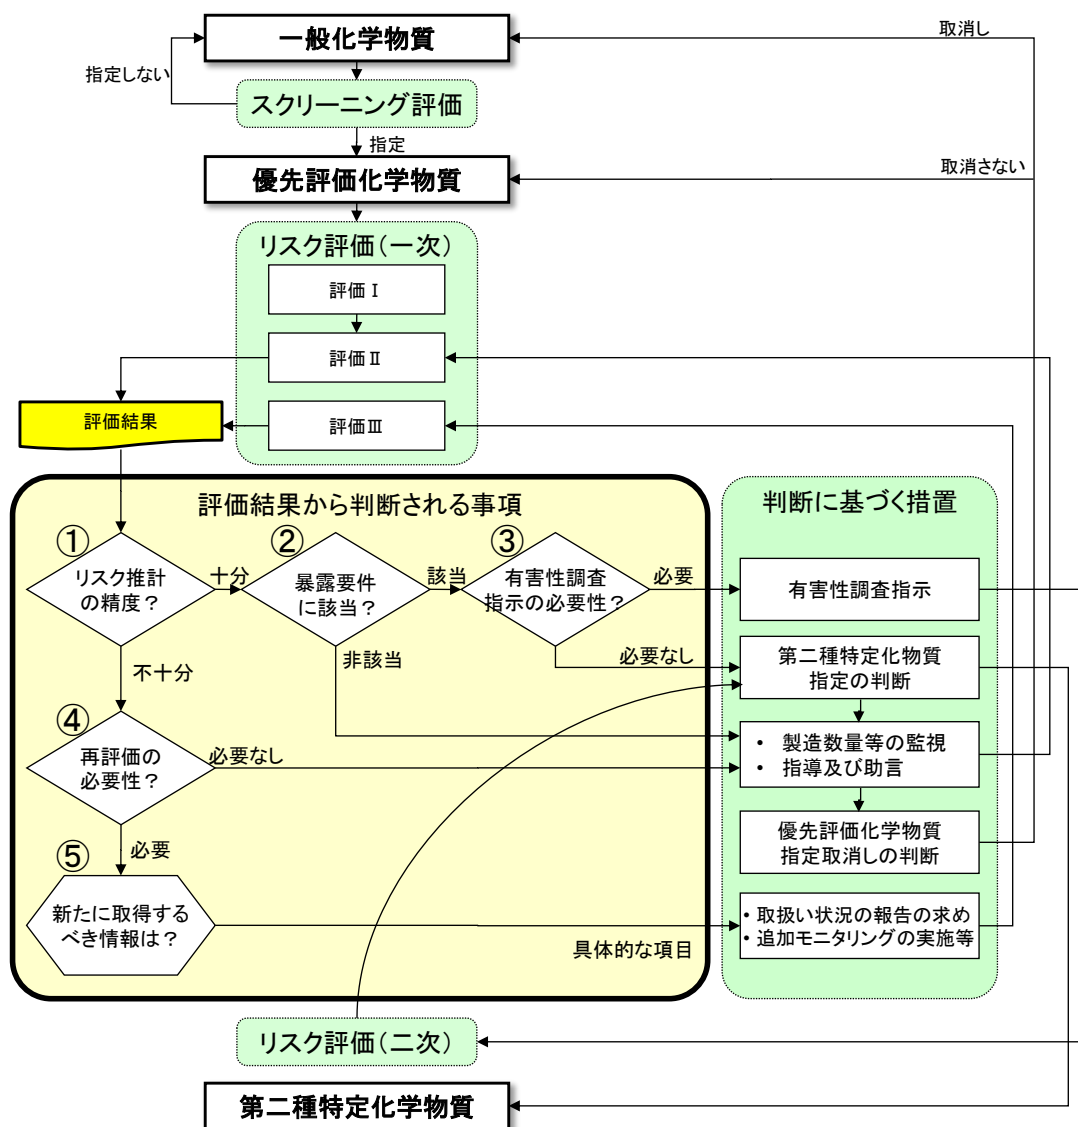 一般化学物質
取消し
指定しない
スクリーニング評価
指定
優先評価化学物質
取消さない
リスク評価(一次)
評価Ⅰ
評価Ⅱ
評価結果
評価Ⅲ
評価結果から判断される事項
判断に基づく措置
①
リスク推計
の精度?
十分
②
暴露要件
に該当?
該当
③
有害性調査
指示の必要性?
必要
有害性調査指示
非該当
必要なし
第二種特定化物質
指定の判断
不十分
④
再評価の
必要性?
必要なし
・ 製造数量等の監視
・ 指導及び助言
必要
優先評価化学物質
指定取消しの判断
⑤
新たに取得する
べき情報は?
具体的な項目
・取扱い状況の報告の求め
・追加モニタリングの実施等
リスク評価(二次)
第二種特定化学物質